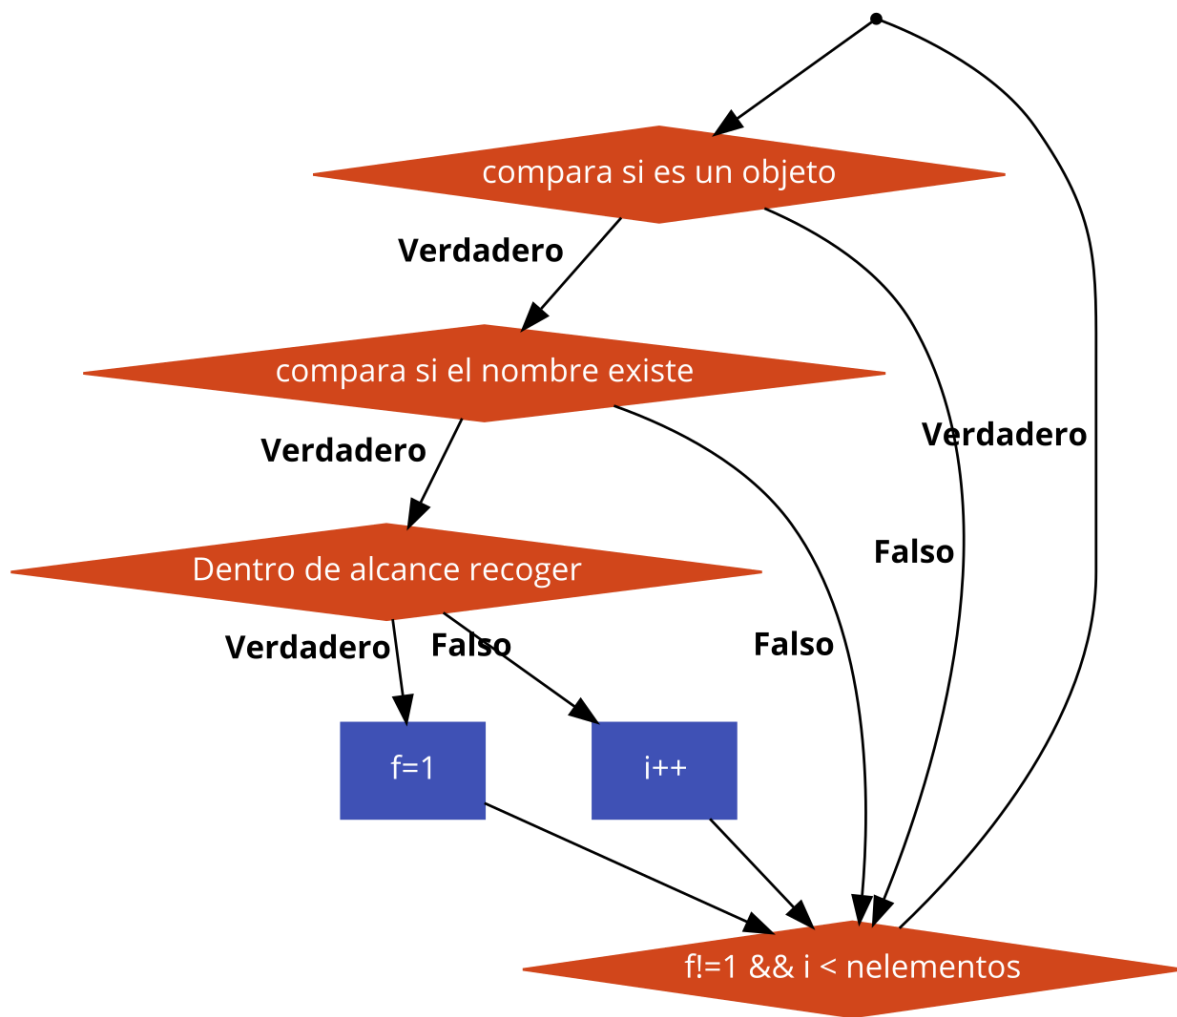 compara si es un objeto
Verdadero
compara si el nombre existe
Verdadero
Verdadero
Falso
Dentro de alcance recoger
Verdadero
Falso
Falso
f=1
i++
f!=1 && i < nelementos